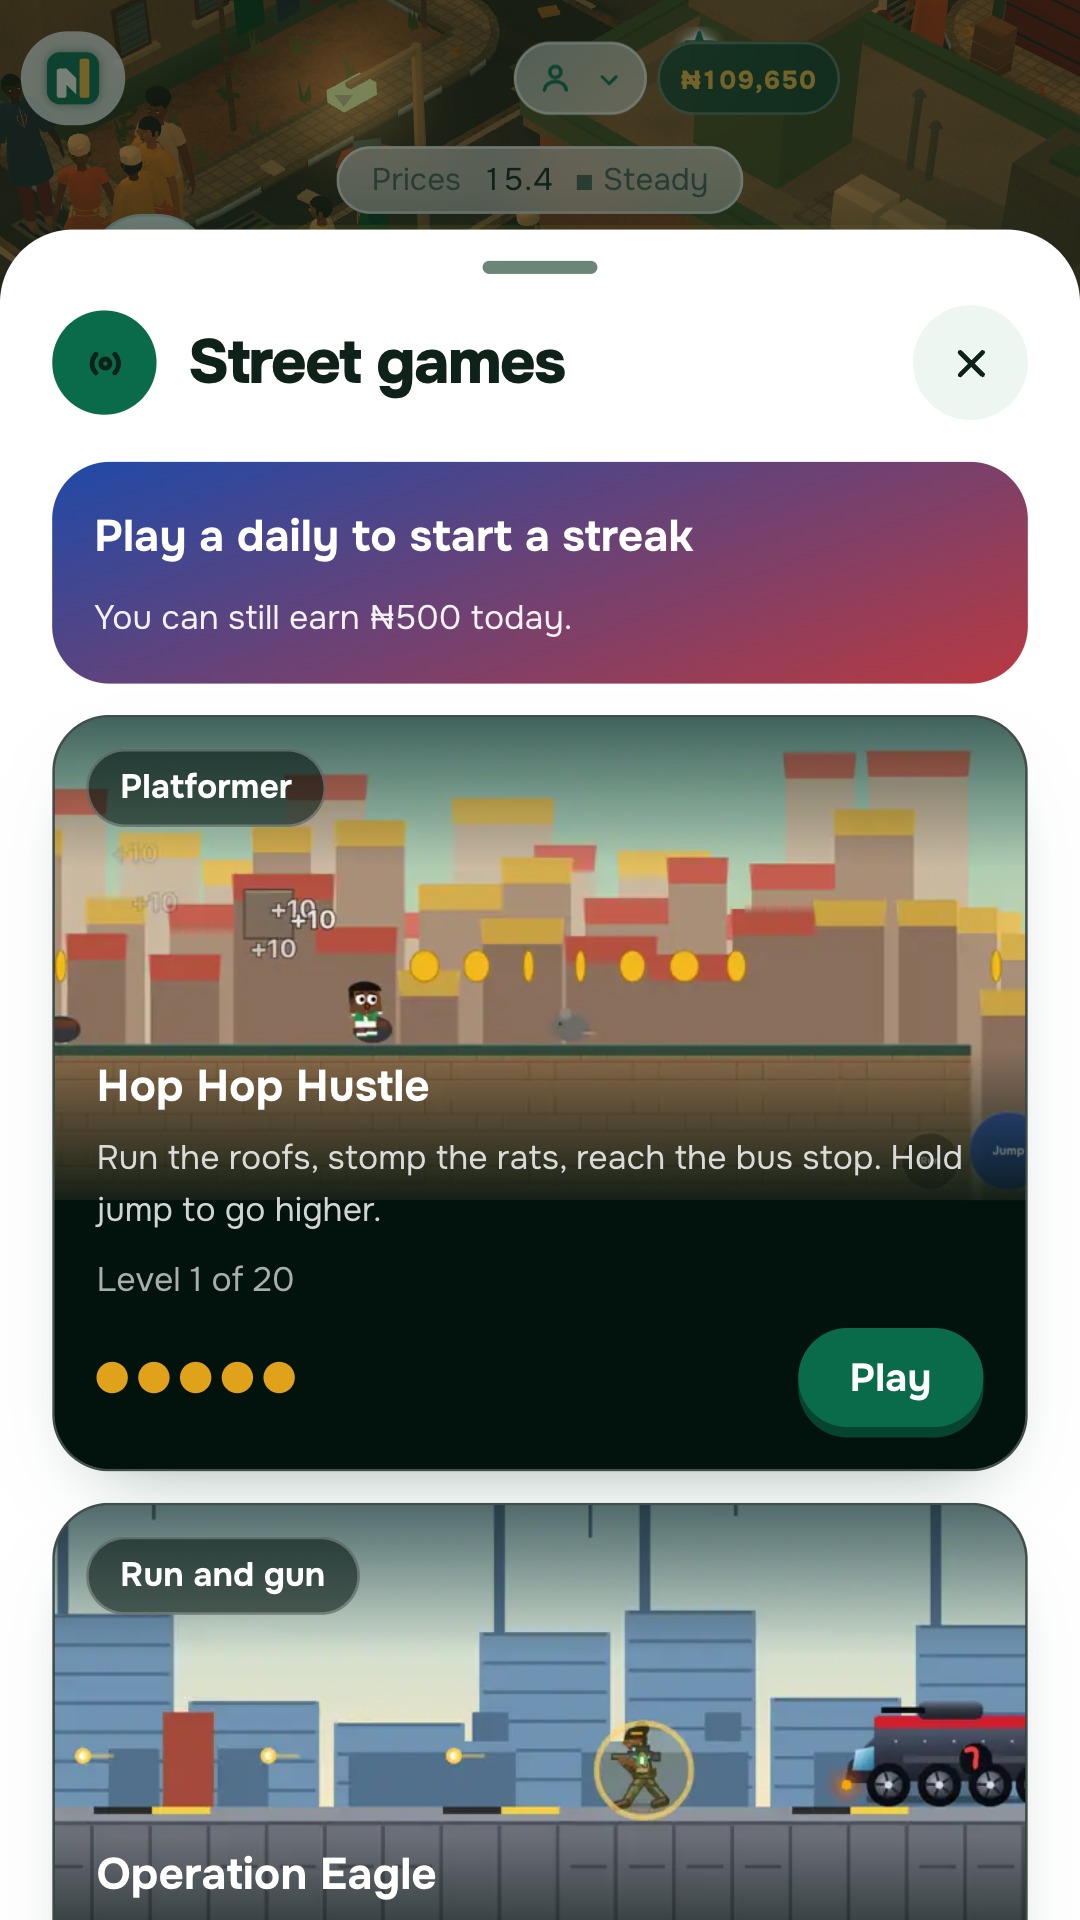 ₦109,650
Prices 15.4 ■ Steady
Street games
Play a daily to start a streak
You can still earn ₦500 today.
Platformer
+10
+10
+10
+10
+10
Hop Hop Hustle
Run the roofs, stomp the rats, reach the bus stop. Hold
jump to go higher.
Jump
Level 1 of 20
Play
Run and gun
7
Operation Eagle